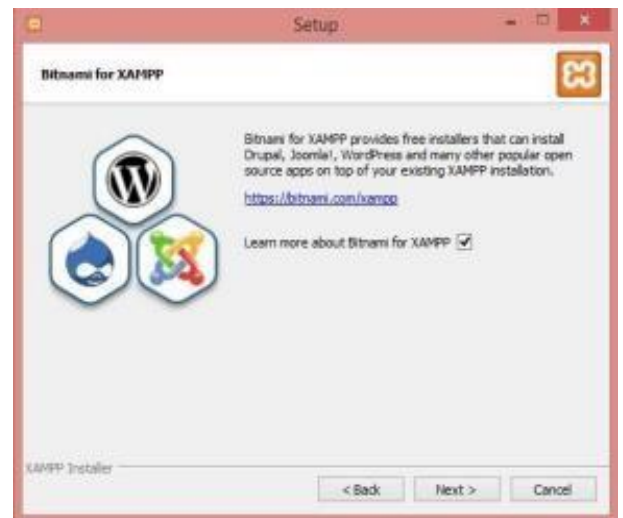 Setup
Bitnami for XAMPP
Bitnami for XAMPP provides free installers that can install
Drupal, Joomla!, WordPress and many other popular open
source apps on top of your existing XAMPP installation.
https://bitnami.com/xampp
Learn more about Bitnami for XAMPP
XAMPP Installer
< Back
Next >
Cancel